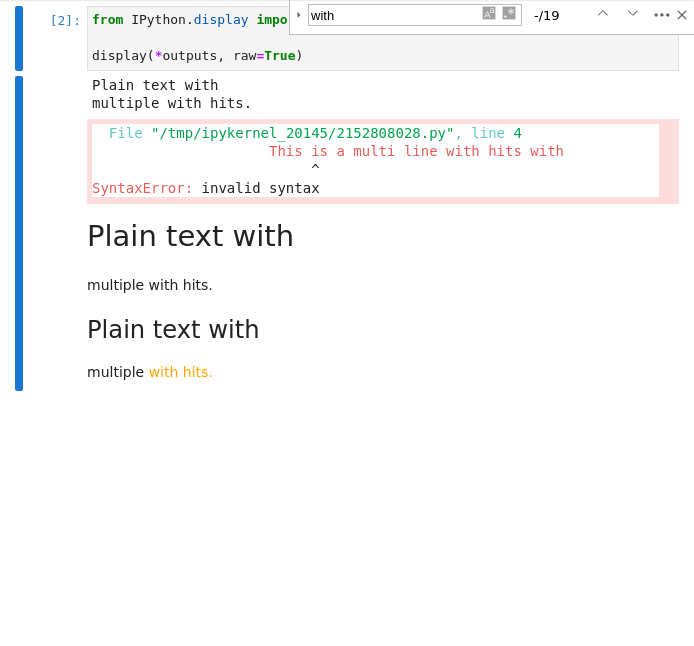 [2]: from IPython.display impo
with -/19
display(*outputs, raw=True)
Plain text with
multiple with hits.
File "/tmp/ipykernel_20145/2152808028.py", line 4
This is a multi line with hits with
^
SyntaxError: invalid syntax
Plain text with
multiple with hits.
Plain text with
multiple with hits.